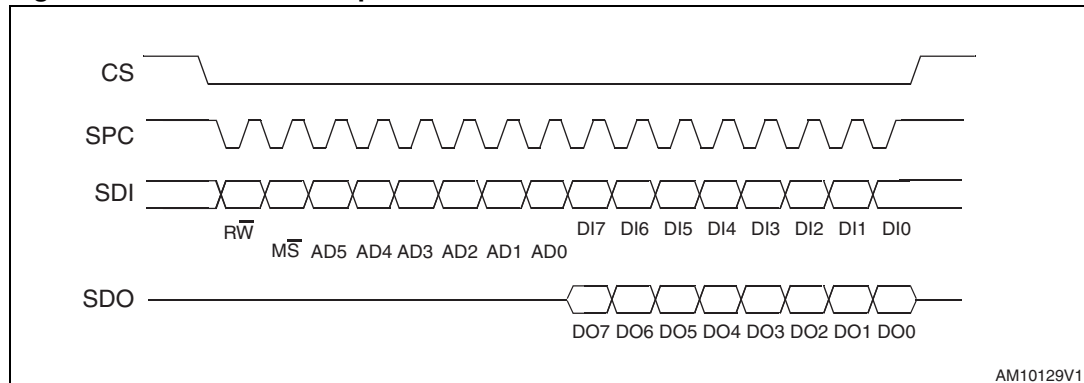 CS
SPC
SDI
RW̅
DI7 DI6 DI5 DI4 DI3 DI2 DI1 DI0
MS̅ AD5 AD4 AD3 AD2 AD1 AD0
SDO
DO7 DO6 DO5 DO4 DO3 DO2 DO1 DO0
AM10129V1